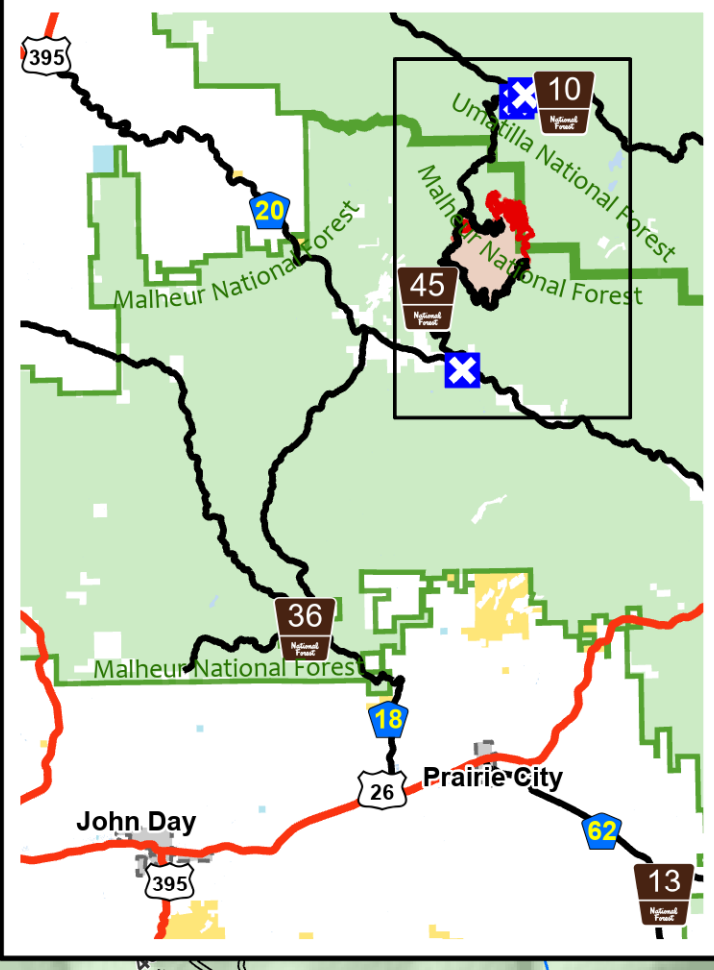 395
10
National
Forest
Umatilla National Forest
20
Malheur National Forest
Malheur National Forest
45
National
Forest
36
National
Forest
Malheur National Forest
18
26
Prairie City
John Day
62
395
13
National
Forest